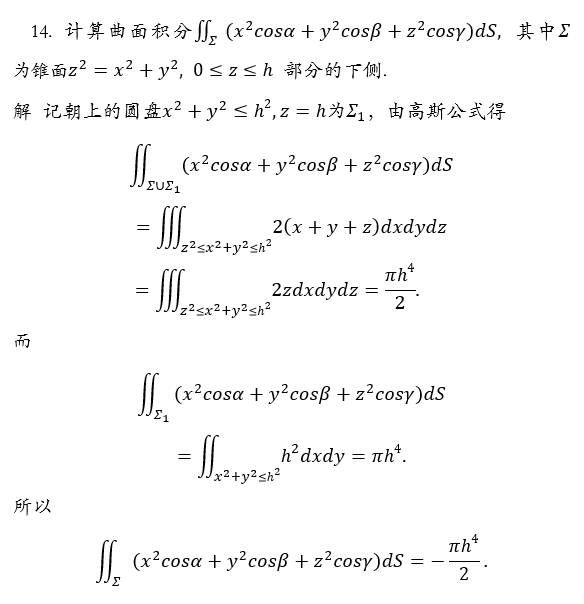 14. 计算曲面积分∬_Σ (x²cosα + y²cosβ + z²cosγ)dS, 其中Σ
为锥面z² = x² + y², 0 ≤ z ≤ h 部分的下侧.
解 记朝上的圆盘x² + y² ≤ h², z = h为Σ₁, 由高斯公式得
∬_{Σ∪Σ₁} (x²cosα + y²cosβ + z²cosγ)dS
= ∭_{z²≤x²+y²≤h²} 2(x + y + z)dxdydz
= ∭_{z²≤x²+y²≤h²} 2zdxdydz = πh⁴/2.
而
∬_{Σ₁} (x²cosα + y²cosβ + z²cosγ)dS
= ∬_{x²+y²≤h²} h²dxdy = πh⁴.
所以
∬_Σ (x²cosα + y²cosβ + z²cosγ)dS = −πh⁴/2.